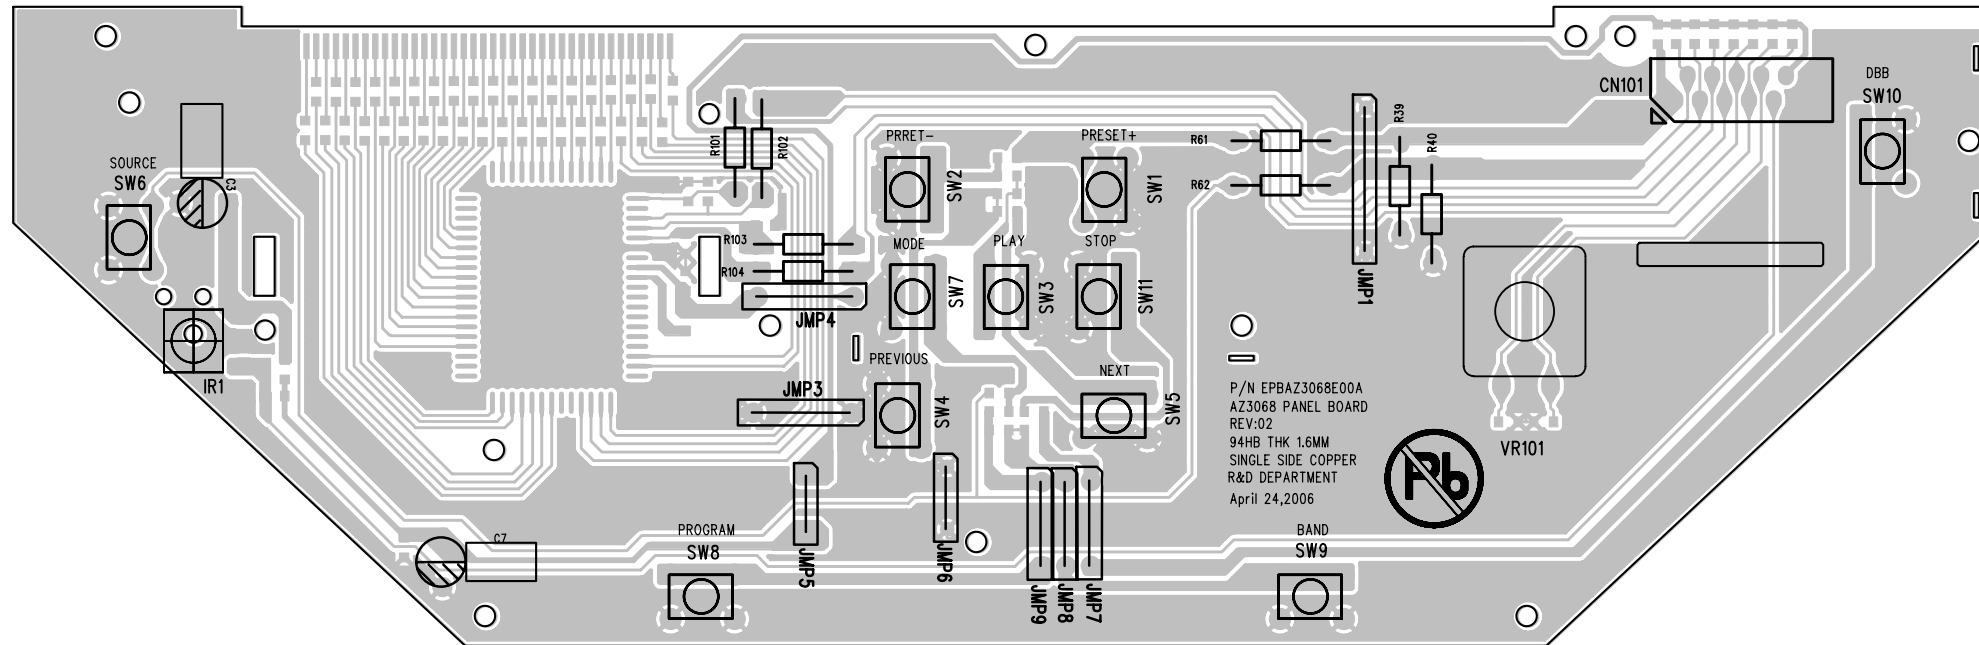 CN101
DBB
SW10
R39
R40
R101
R102
PRRET-
SW2
PRESET+
SW1
R61
R62
SOURCE
SW6
C3
R103
R104
MODE
SW7
PLAY
SW3
STOP
SW11
JMP1
JMP4
IR1
PREVIOUS
SW4
NEXT
SW5
JMP3
P/N EPBAZ3068E00A
AZ3068 PANEL BOARD
REV:02
94HB THK 1.6MM
SINGLE SIDE COPPER
R&D DEPARTMENT
April 24,2006
Pb
VR101
C7
PROGRAM
SW8
JMP5
JMP6
JMP9
JMP8
JMP7
BAND
SW9